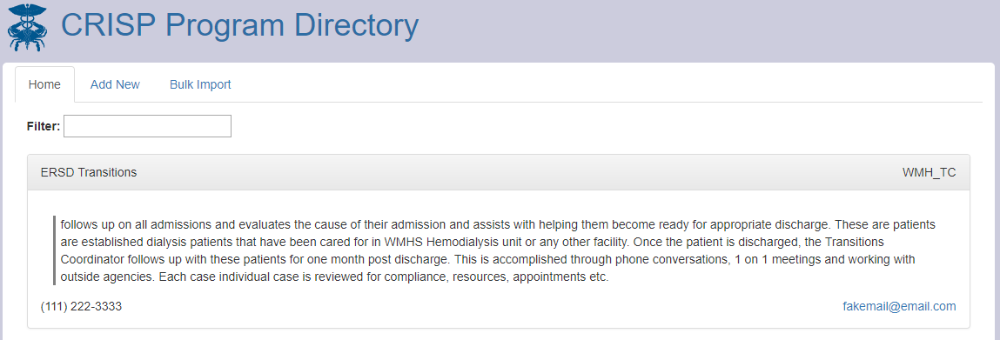 CRISP Program Directory
Home Add New Bulk Import
Filter:
ERSD Transitions WMH_TC
follows up on all admissions and evaluates the cause of their admission and assists with helping them become ready for appropriate discharge. These are patients
are established dialysis patients that have been cared for in WMHS Hemodialysis unit or any other facility. Once the patient is discharged, the Transitions
Coordinator follows up with these patients for one month post discharge. This is accomplished through phone conversations, 1 on 1 meetings and working with
outside agencies. Each case individual case is reviewed for compliance, resources, appointments etc.
(111) 222-3333 fakemail@email.com